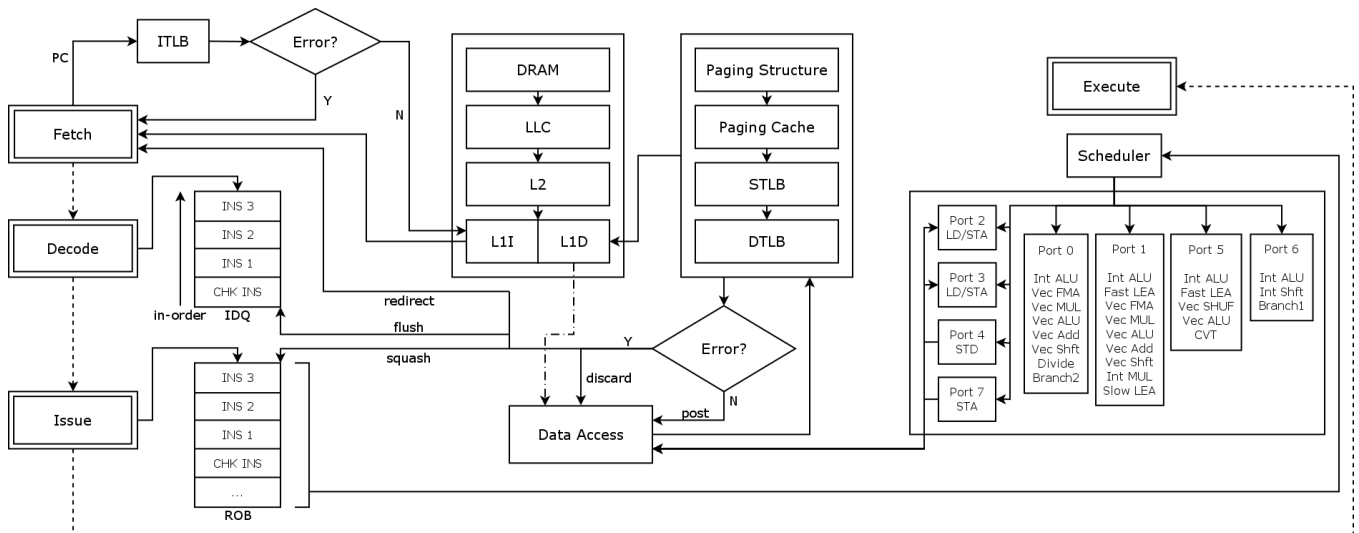 PC
ITLB
Error?
Y
N
Fetch
Decode
Issue
INS 3
INS 2
INS 1
CHK INS
IDQ
in-order
INS 3
INS 2
INS 1
CHK INS
...
ROB
DRAM
LLC
L2
L1I
L1D
redirect
flush
squash
Paging Structure
Paging Cache
STLB
DTLB
Error?
Y
N
discard
post
Data Access
Execute
Scheduler
Port 2
LD/STA
Port 3
LD/STA
Port 4
STD
Port 7
STA
Port 0
Int ALU
Vec FMA
Vec MUL
Vec ALU
Vec Add
Vec Shft
Divide
Branch2
Port 1
Int ALU
Fast LEA
Vec FMA
Vec MUL
Vec ALU
Vec Add
Vec Shft
Int MUL
Slow LEA
Port 5
Int ALU
Fast LEA
Vec SHUF
Vec ALU
CVT
Port 6
Int ALU
Int Shft
Branch1